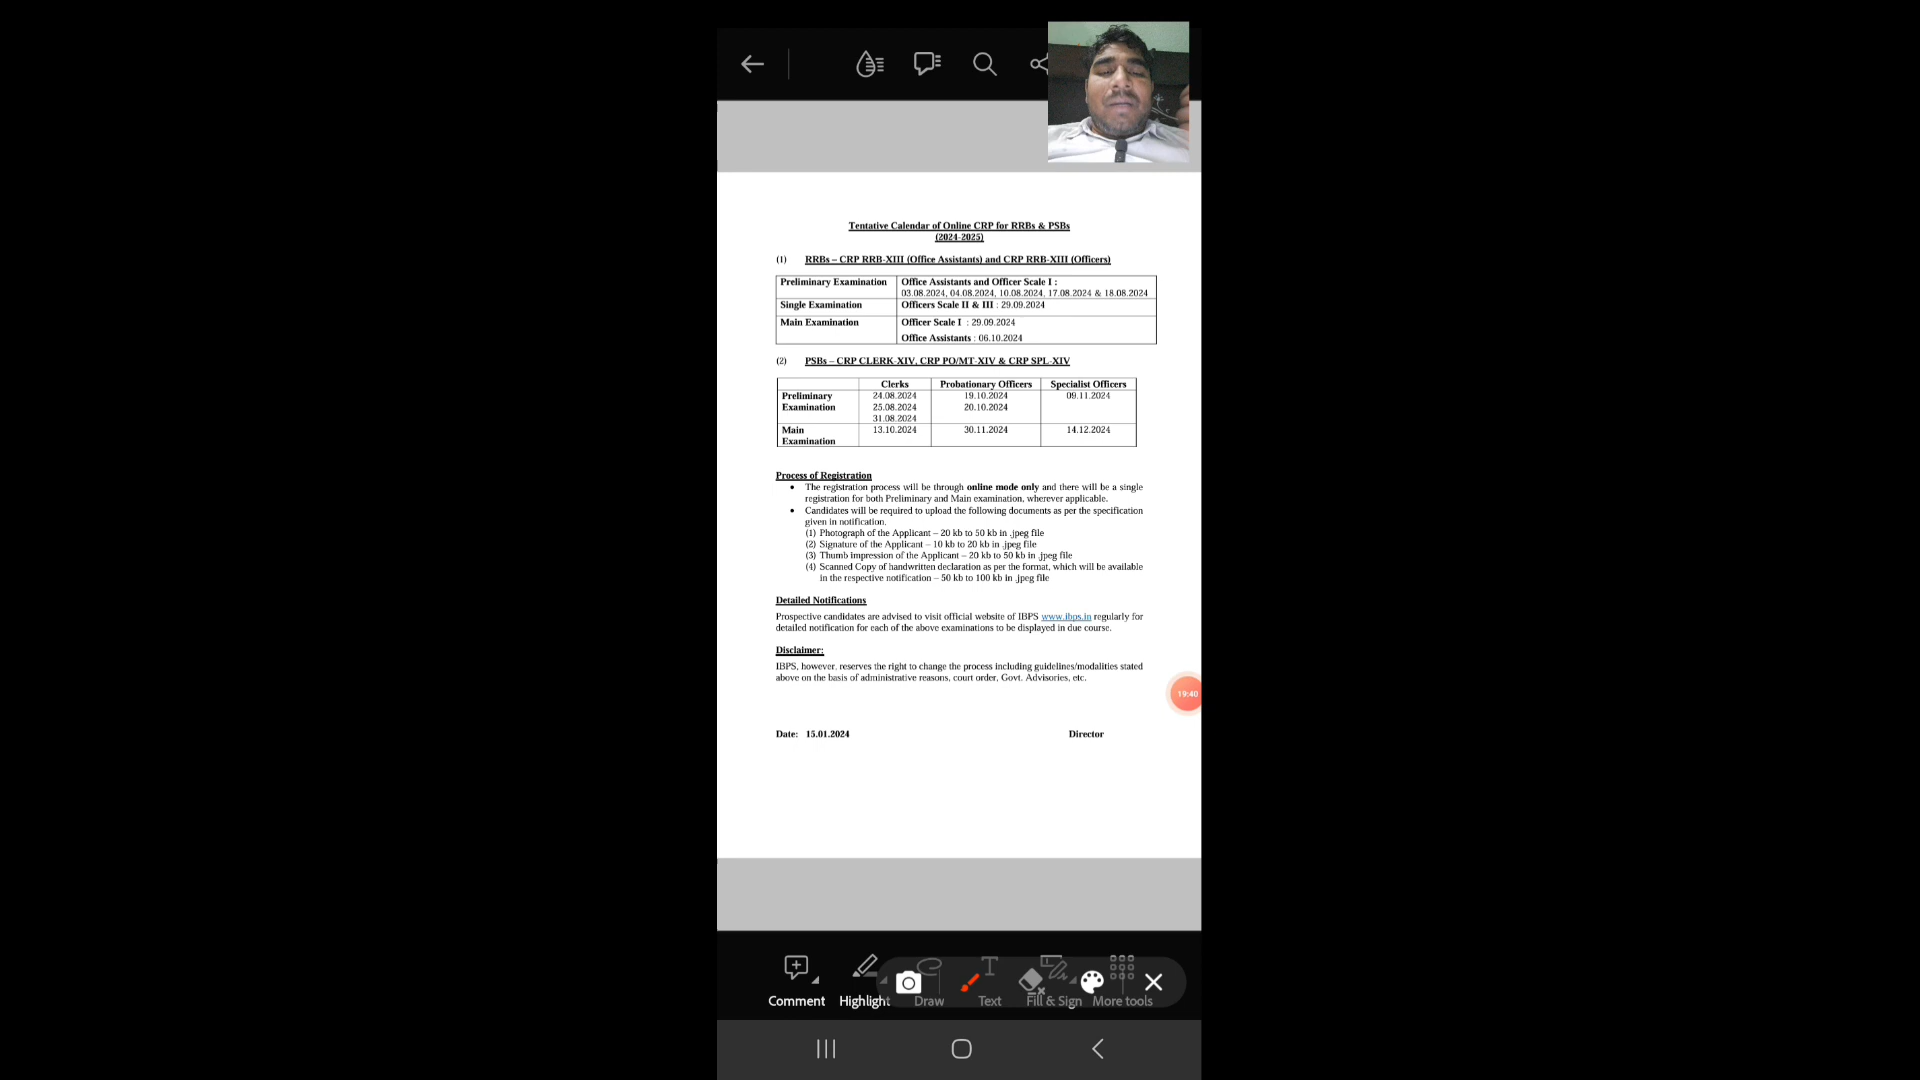 Tentative Calendar of Online CRP for RRBs & PSBs
(2024-2025)
(1) RRBs – CRP RRB-XIII (Office Assistants) and CRP RRB-XIII (Officers)
Preliminary Examination Office Assistants and Officer Scale I :
03.08.2024, 04.08.2024, 10.08.2024, 17.08.2024 & 18.08.2024
Single Examination Officers Scale II & III : 29.09.2024
Main Examination Officer Scale I : 29.09.2024
Office Assistants : 06.10.2024
(2) PSBs – CRP CLERK-XIV, CRP PO/MT-XIV & CRP SPL-XIV
Clerks Probationary Officers Specialist Officers
Preliminary 24.08.2024 19.10.2024 09.11.2024
Examination 25.08.2024 20.10.2024
31.08.2024
Main 13.10.2024 30.11.2024 14.12.2024
Examination
Process of Registration
• The registration process will be through online mode only and there will be a single
registration for both Preliminary and Main examination, wherever applicable.
• Candidates will be required to upload the following documents as per the specification
given in notification.
(1) Photograph of the Applicant – 20 kb to 50 kb in .jpeg file
(2) Signature of the Applicant – 10 kb to 20 kb in .jpeg file
(3) Thumb impression of the Applicant – 20 kb to 50 kb in .jpeg file
(4) Scanned Copy of handwritten declaration as per the format, which will be available
in the respective notification – 50 kb to 100 kb in .jpeg file
Detailed Notifications
Prospective candidates are advised to visit official website of IBPS www.ibps.in regularly for
detailed notification for each of the above examinations to be displayed in due course.
Disclaimer:
IBPS, however, reserves the right to change the process including guidelines/modalities stated
above on the basis of administrative reasons, court order, Govt. Advisories, etc.
19:40
Date: 15.01.2024 Director
Comment Highlight Draw Text Fill & Sign More tools